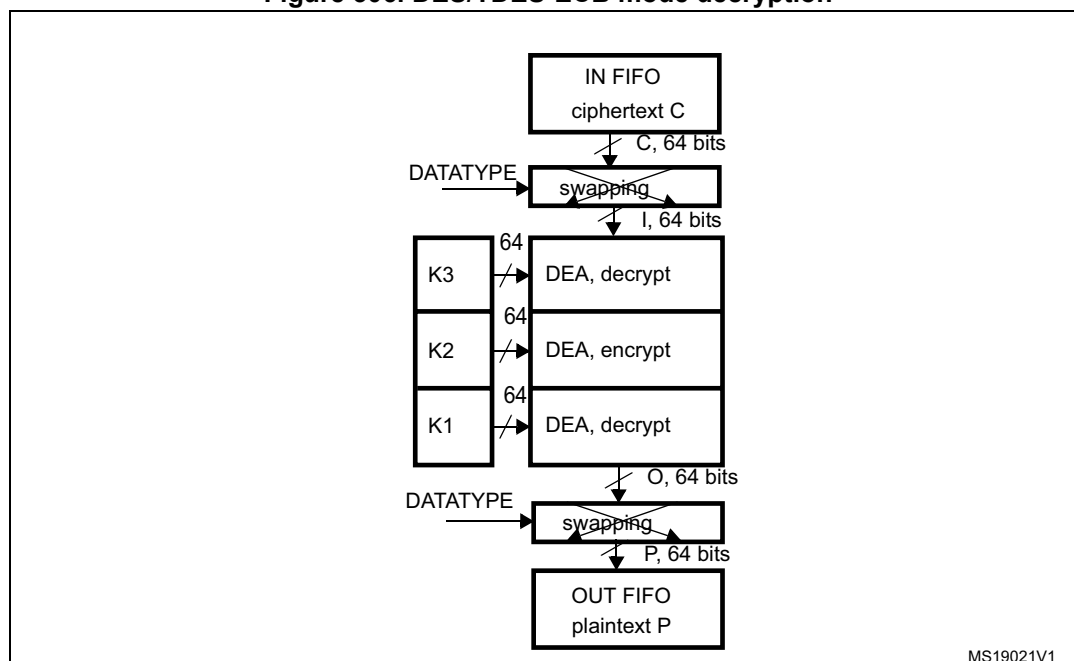 IN FIFO
ciphertext C
C, 64 bits
DATATYPE
swapping
I, 64 bits
64
K3
DEA, decrypt
64
K2
DEA, encrypt
64
K1
DEA, decrypt
O, 64 bits
DATATYPE
swapping
P, 64 bits
OUT FIFO
plaintext P
MS19021V1